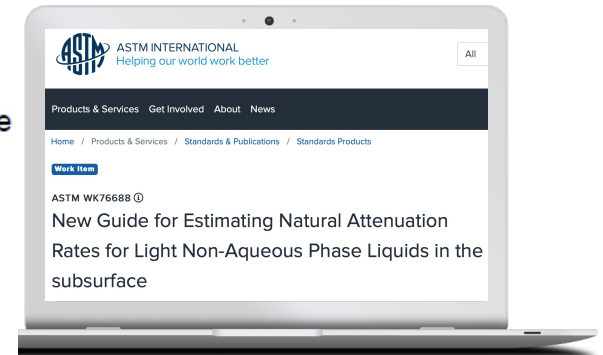 e
ASTM
ASTM INTERNATIONAL
Helping our world work better
All
Products & Services Get Involved About News
Home / Products & Services / Standards & Publications / Standards Products
Work Item
ASTM WK76688 ⓘ
New Guide for Estimating Natural Attenuation
Rates for Light Non-Aqueous Phase Liquids in the
subsurface